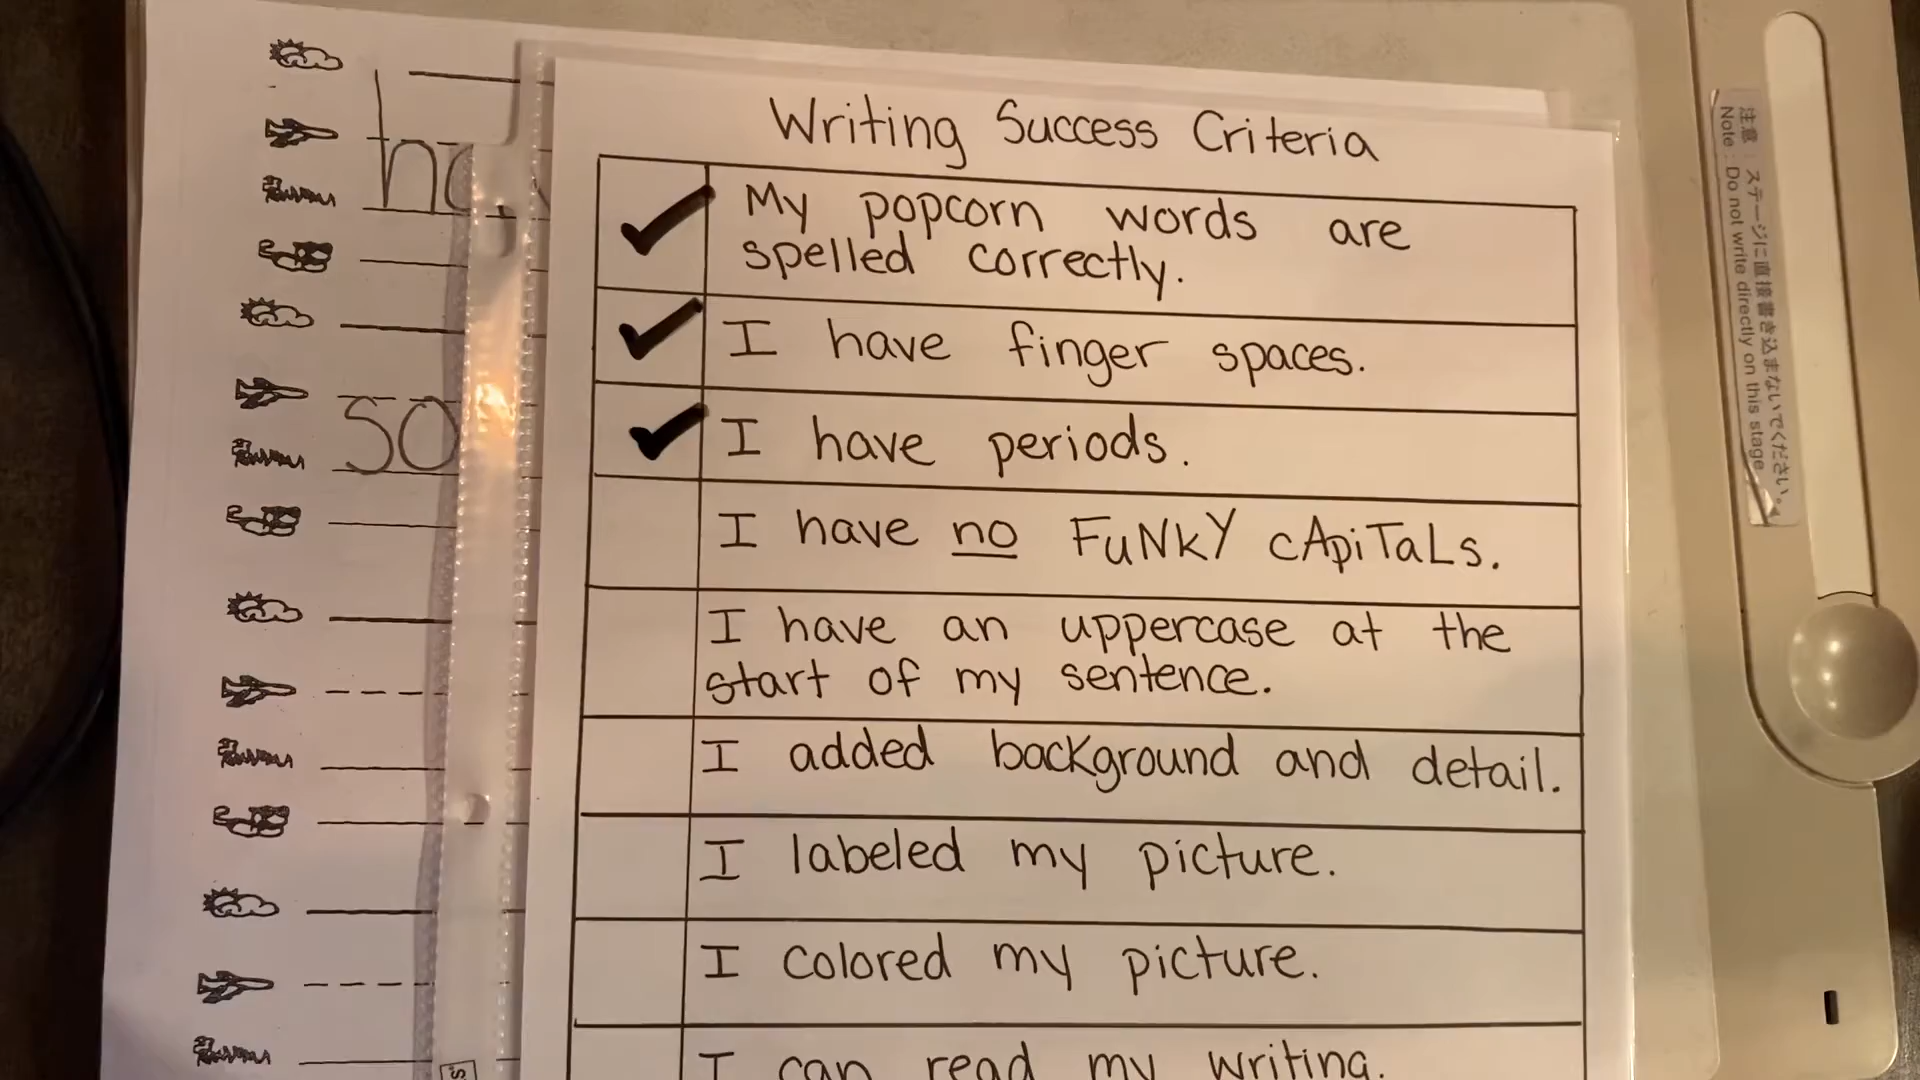 Writing Success Criteria
My popcorn words are
spelled correctly.
I have finger spaces.
I have periods.
I have no FuNkY cApiTaLs.
I have an uppercase at the
start of my sentence.
I added background and detail.
I labeled my picture.
I colored my picture.
I can read my writing.
so
注意：ステージに直接書き込まないでください。
Note : Do not write directly on this stage